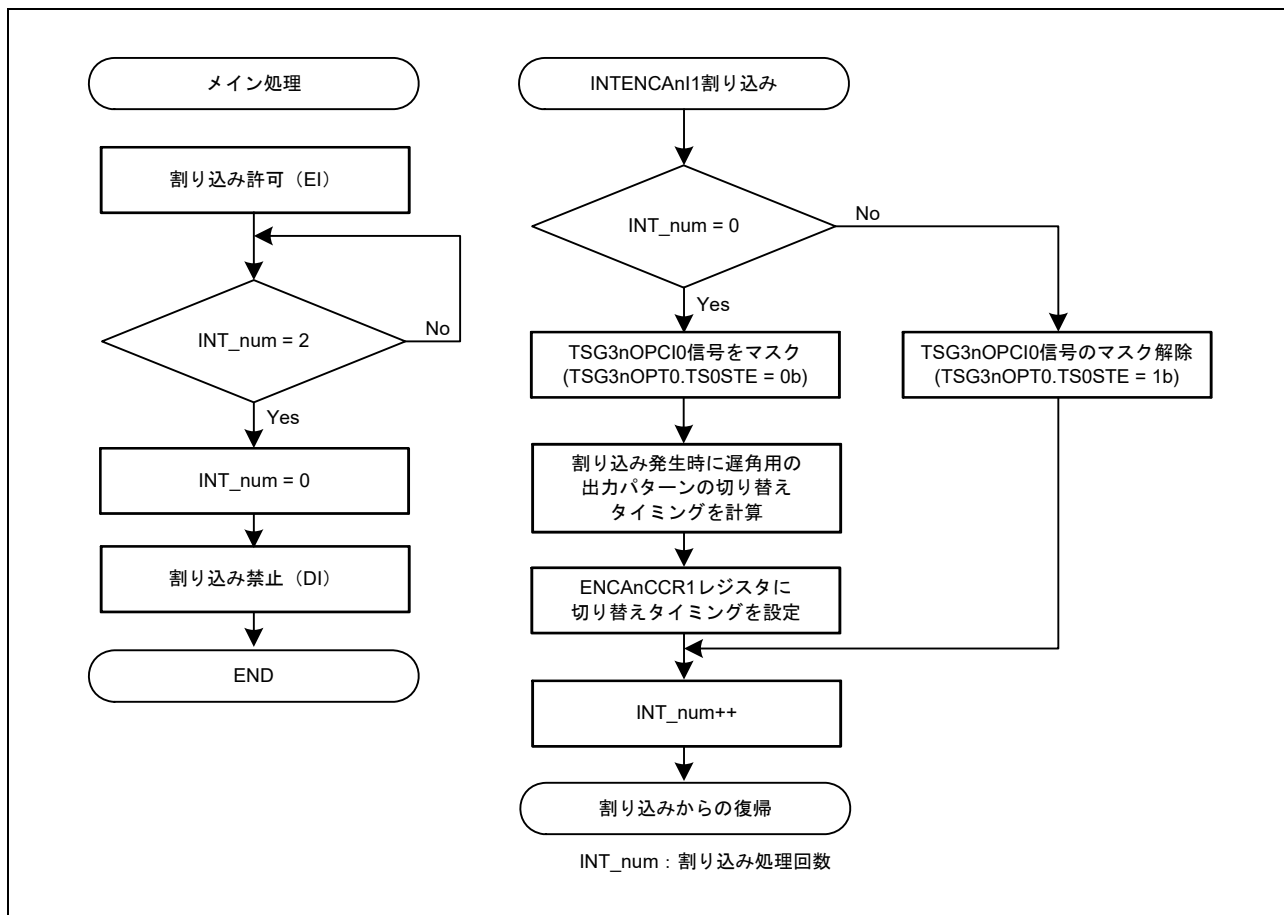 メイン処理
割り込み許可（EI）
INT_num = 2
No
Yes
INT_num = 0
割り込み禁止（DI）
END
INTENCAnI1割り込み
INT_num = 0
No
Yes
TSG3nOPCI0信号をマスク
(TSG3nOPT0.TS0STE = 0b)
TSG3nOPCI0信号のマスク解除
(TSG3nOPT0.TS0STE = 1b)
割り込み発生時に遅角用の
出力パターンの切り替え
タイミングを計算
ENCAnCCR1レジスタに
切り替えタイミングを設定
INT_num++
割り込みからの復帰
INT_num：割り込み処理回数